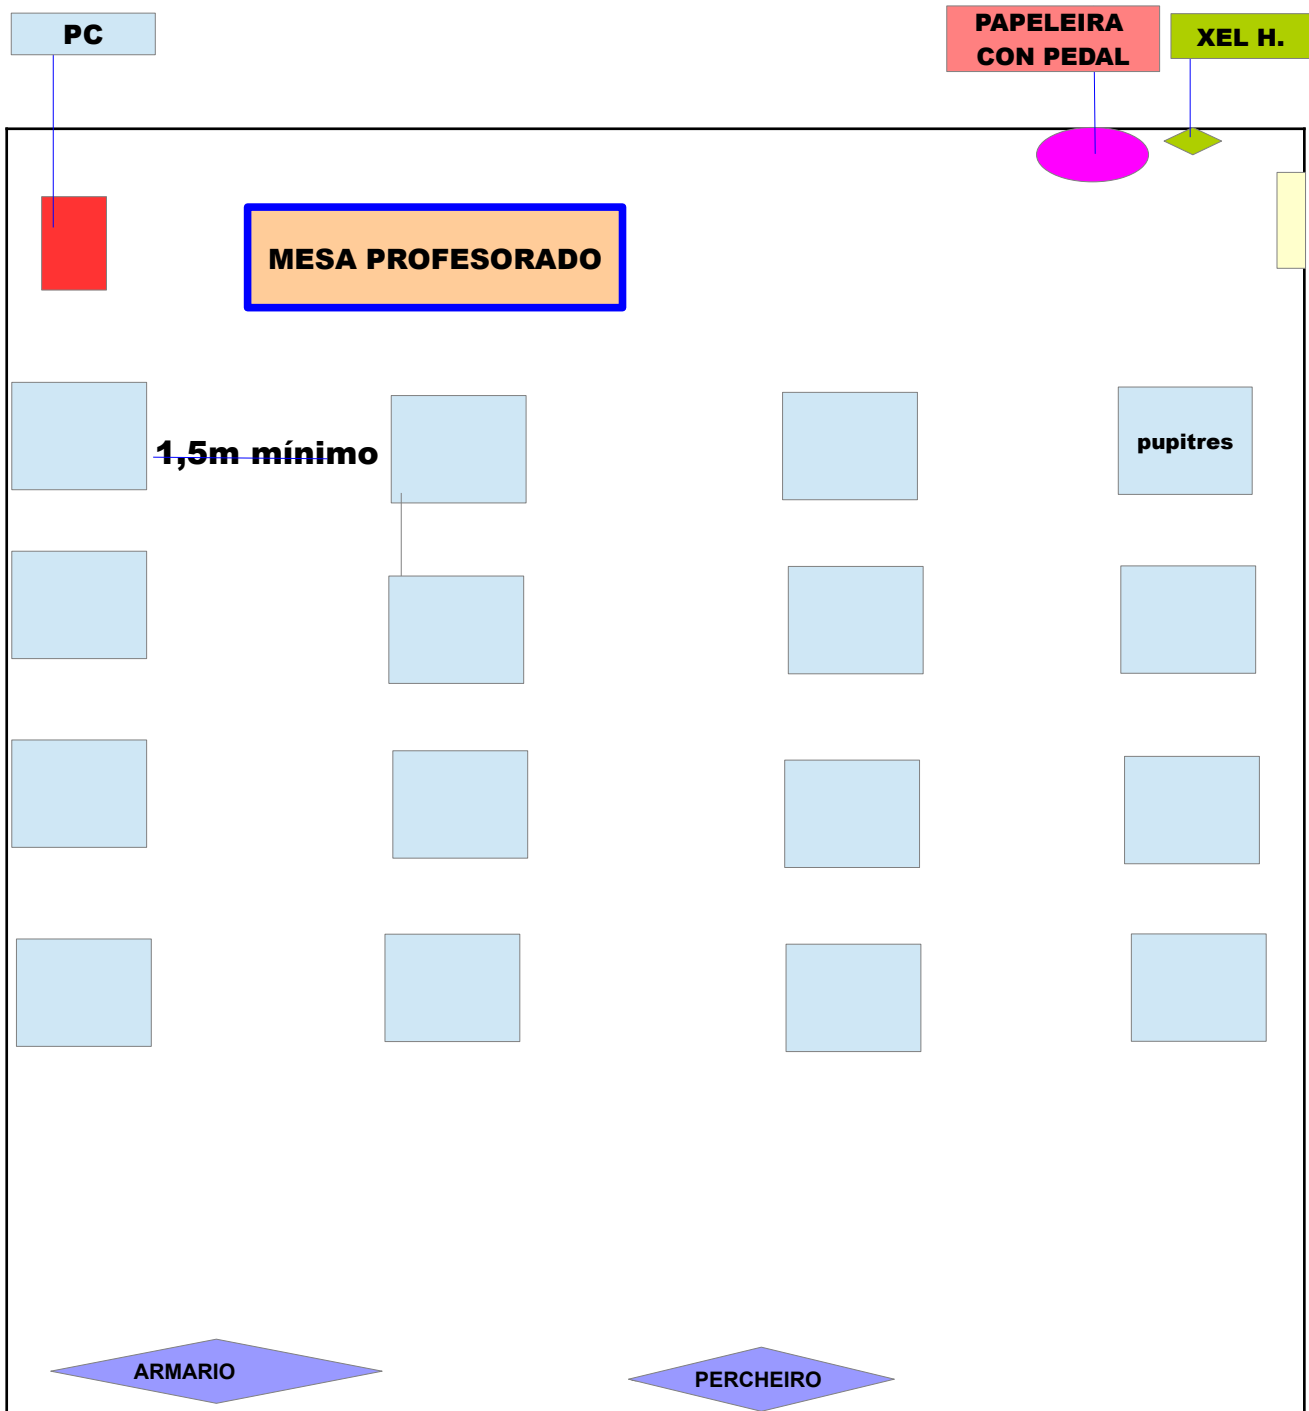 PC
PAPELEIRA
CON PEDAL
XEL H.
MESA PROFESORADO
1,5m mínimo
pupitres
ARMARIO
PERCHEIRO